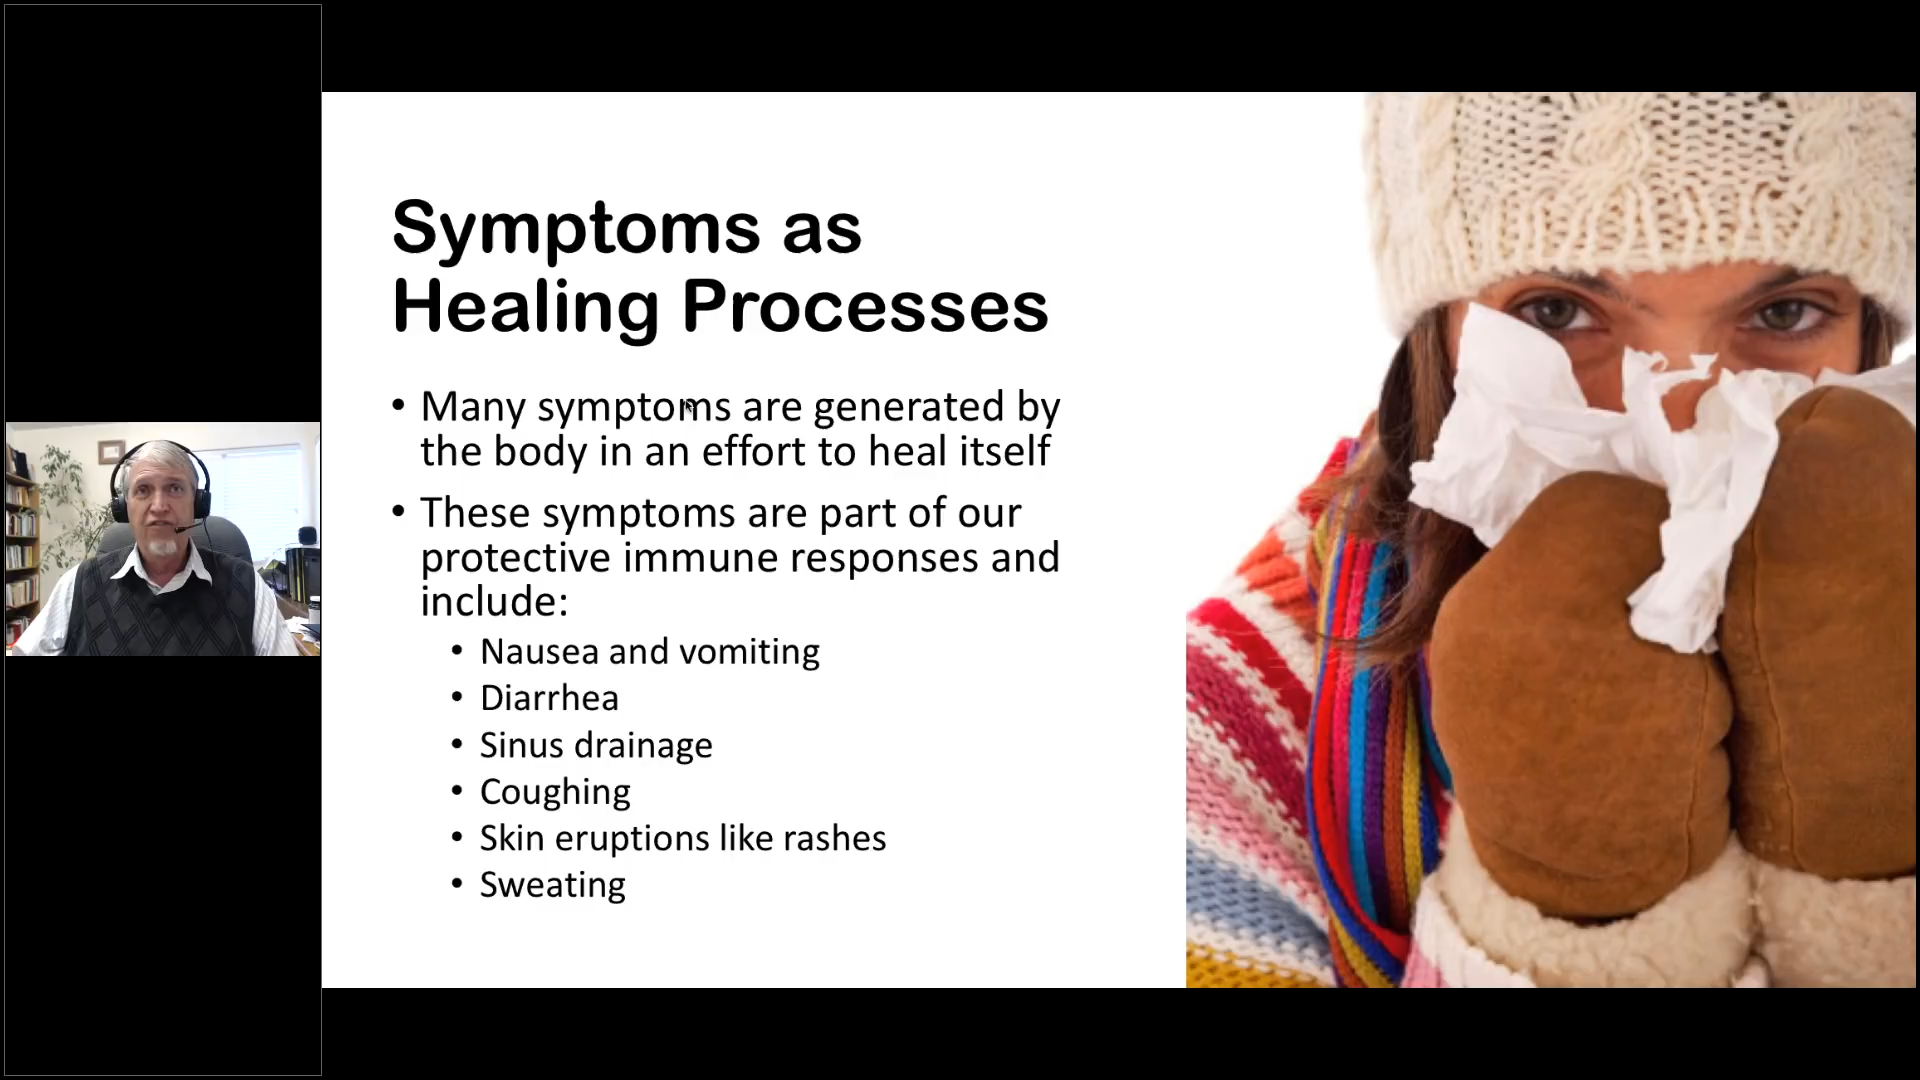 Symptoms as
Healing Processes
• Many symptoms are generated by
the body in an effort to heal itself
• These symptoms are part of our
protective immune responses and
include:
• Nausea and vomiting
• Diarrhea
• Sinus drainage
• Coughing
• Skin eruptions like rashes
• Sweating